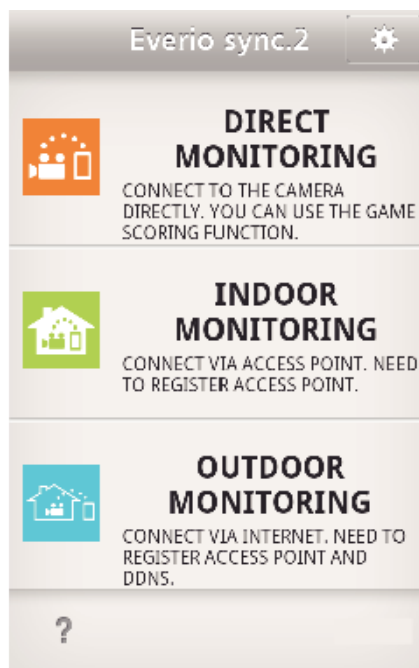 Everio sync.2
DIRECT
MONITORING
CONNECT TO THE CAMERA
DIRECTLY. YOU CAN USE THE GAME
SCORING FUNCTION.
INDOOR
MONITORING
CONNECT VIA ACCESS POINT. NEED
TO REGISTER ACCESS POINT.
OUTDOOR
MONITORING
CONNECT VIA INTERNET. NEED TO
REGISTER ACCESS POINT AND
DDNS.
?